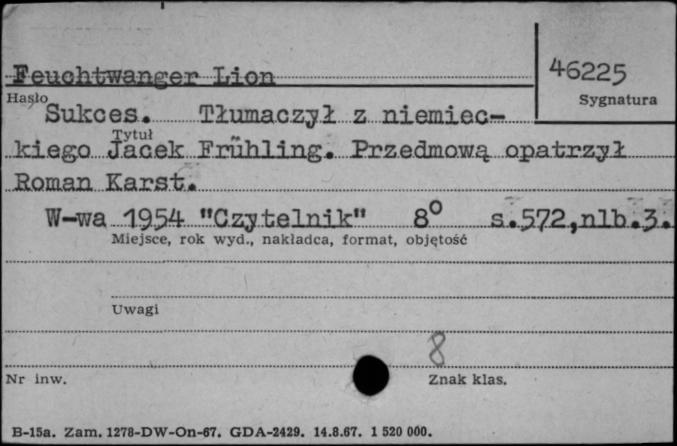 Feuchtwanger Lion
46225
Hasło
Sygnatura
Sukces. Tłumaczył z niemiec-
Tytuł
kiego Jacek Frühling. Przedmową opatrzył
Roman Karst.
W-wa 1954 "Czytelnik" 8° s.572,nlb.3.
Miejsce, rok wyd., nakładca, format, objętość
Uwagi
8
Nr inw.
Znak klas.
B-15a. Zam. 1278-DW-On-67. GDA-2429. 14.8.67. 1 520 000.